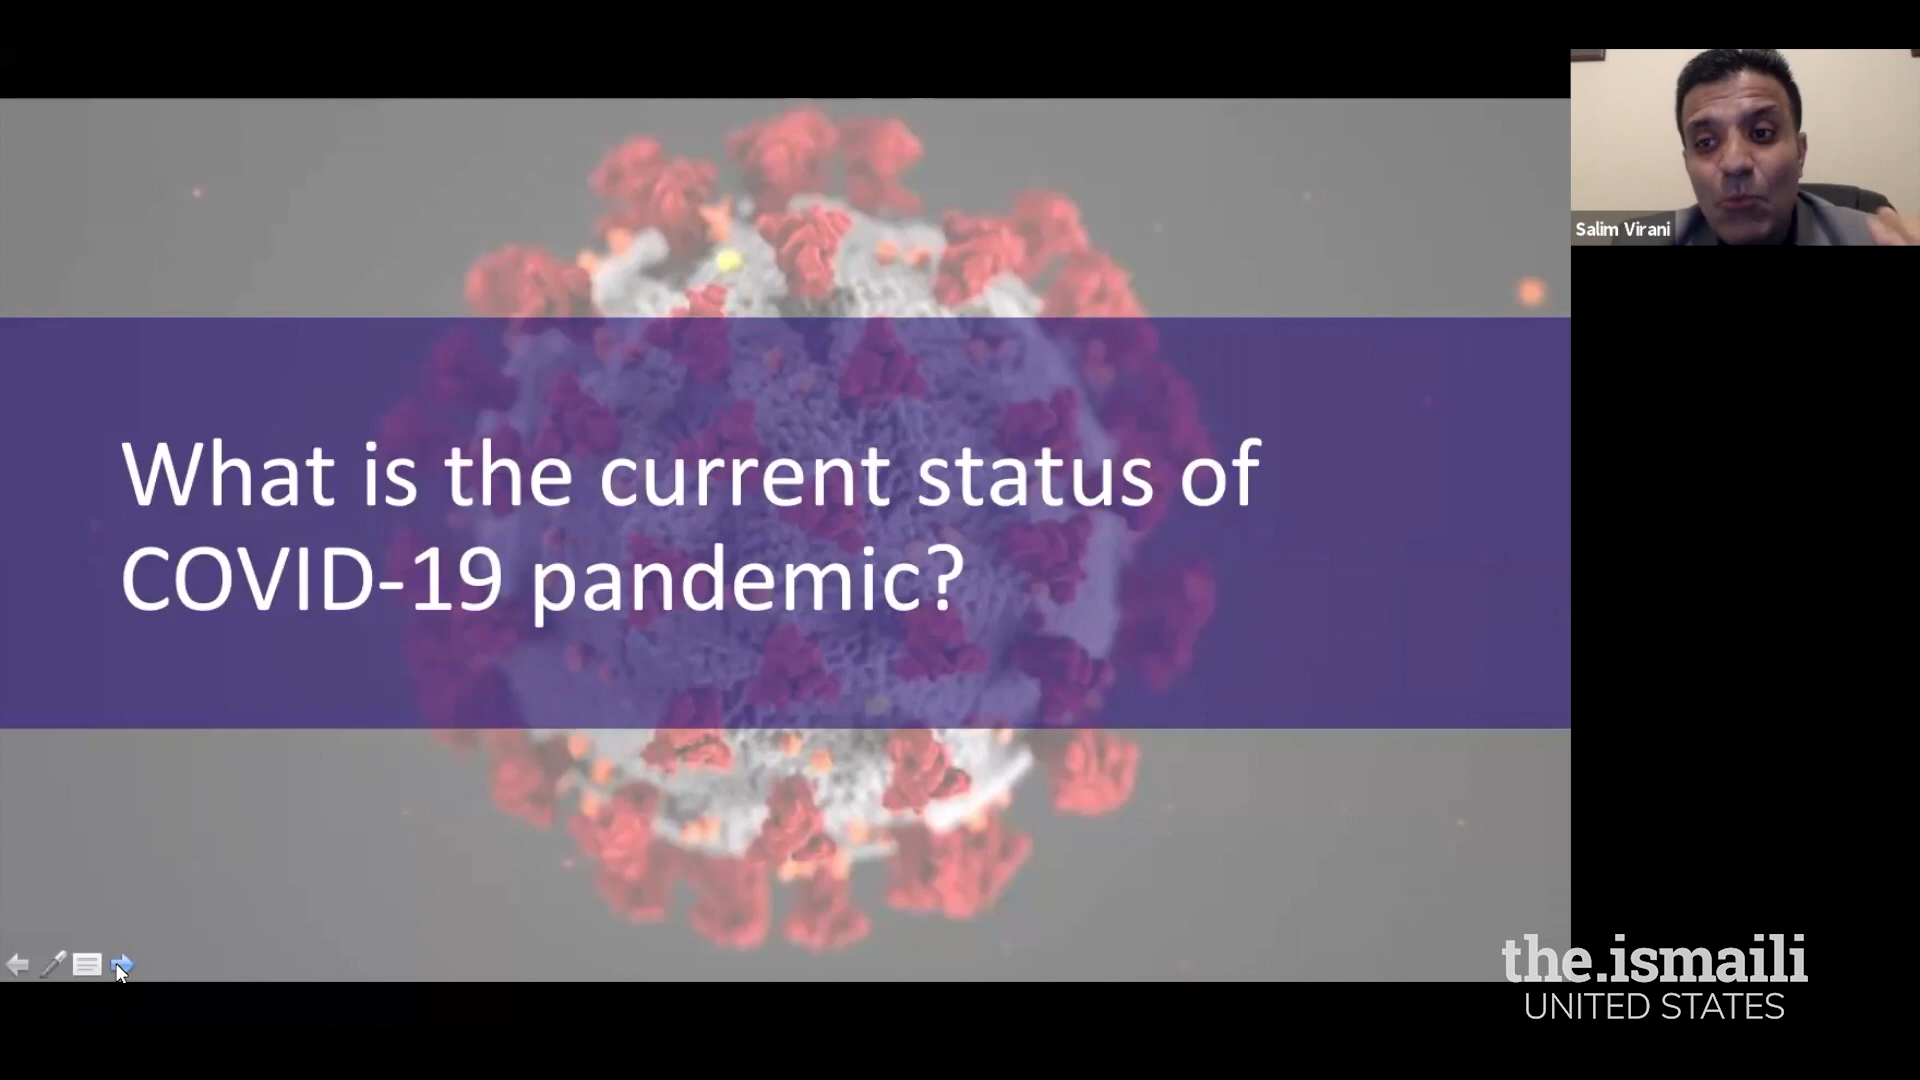 What is the current status of
COVID-19 pandemic?
Salim Virani
the.ismaili
UNITED STATES